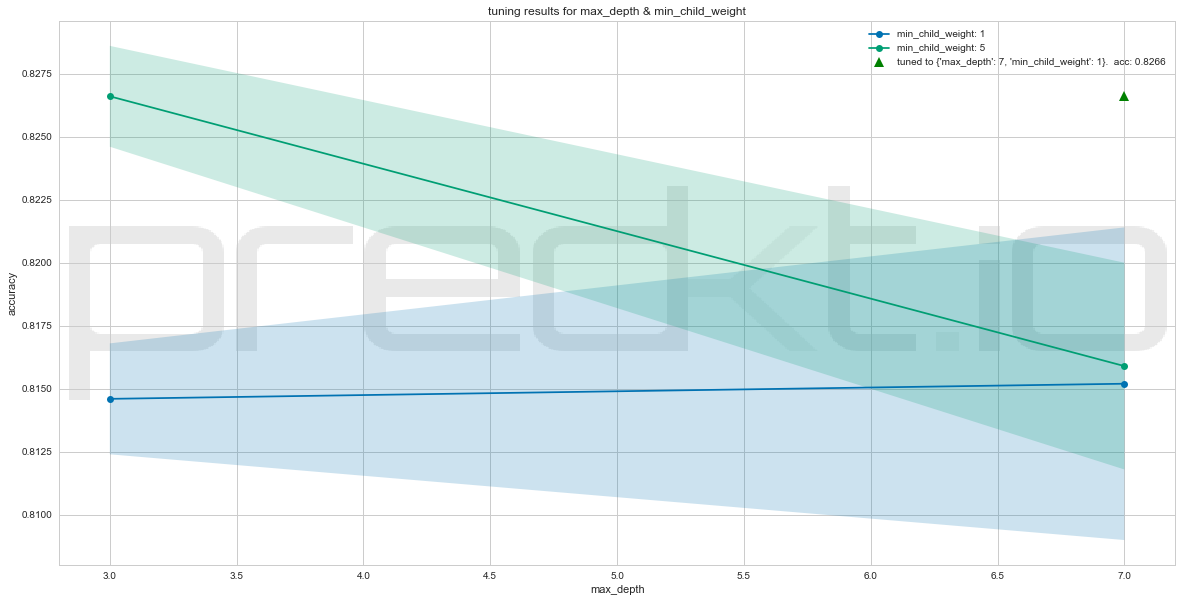 tuning results for max_depth & min_child_weight
min_child_weight: 1
min_child_weight: 5
tuned to {'max_depth': 7, 'min_child_weight': 1}.  acc: 0.8266
accuracy
0.8275
0.8250
0.8225
0.8200
0.8175
0.8150
0.8125
0.8100
predkt.io
3.0 3.5 4.0 4.5 5.0 5.5 6.0 6.5 7.0
max_depth